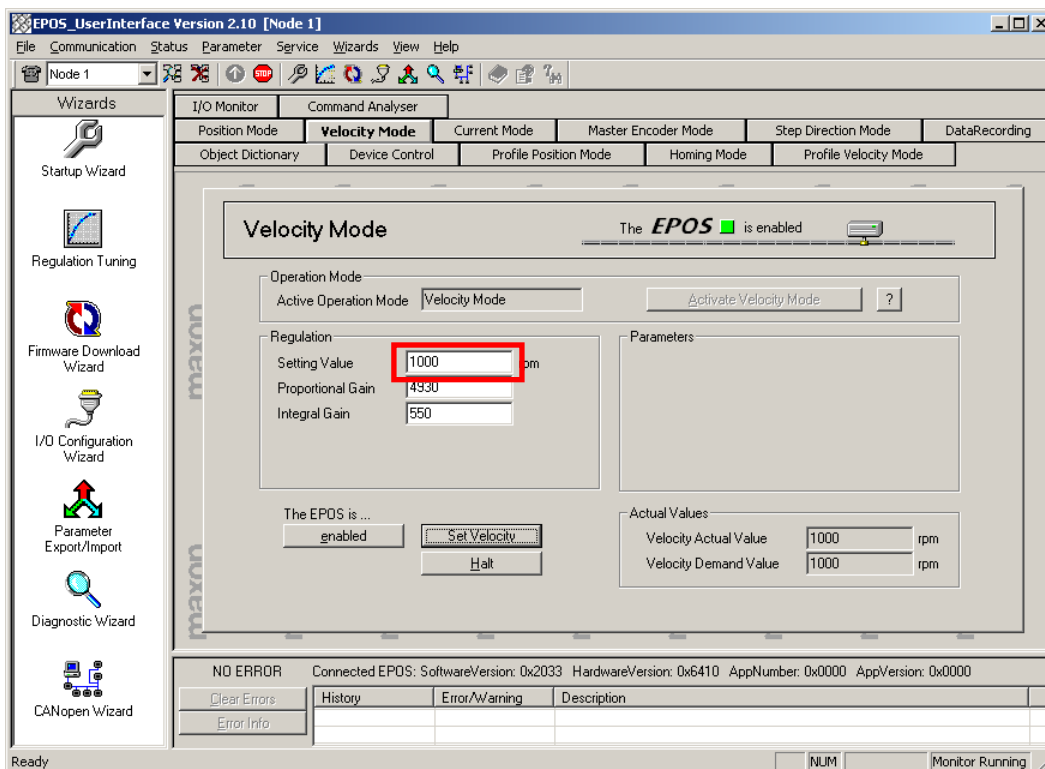 EPOS_UserInterface Version 2.10 [Node 1]
File Communication Status Parameter Service Wizards View Help
Node 1 STOP
Wizards
Startup Wizard
Regulation Tuning
Firmware Download
Wizard
I/O Configuration
Wizard
Parameter
Export/Import
Diagnostic Wizard
CANopen Wizard
I/O Monitor Command Analyser
Position Mode Velocity Mode Current Mode Master Encoder Mode Step Direction Mode DataRecording
Object Dictionary Device Control Profile Position Mode Homing Mode Profile Velocity Mode
Velocity Mode The EPOS is enabled
Operation Mode
Active Operation Mode Velocity Mode Activate Velocity Mode ?
maxon
Regulation
Setting Value 1000 rpm
Proportional Gain 4930
Integral Gain 550
Parameters
The EPOS is ...
enabled Set Velocity
Halt
Actual Values
Velocity Actual Value 1000 rpm
Velocity Demand Value 1000 rpm
maxon
NO ERROR Connected EPOS: SoftwareVersion: 0x2033 HardwareVersion: 0x6410 AppNumber: 0x0000 AppVersion: 0x0000
Clear Errors History Error/Warning Description
Error Info
Ready NUM Monitor Running